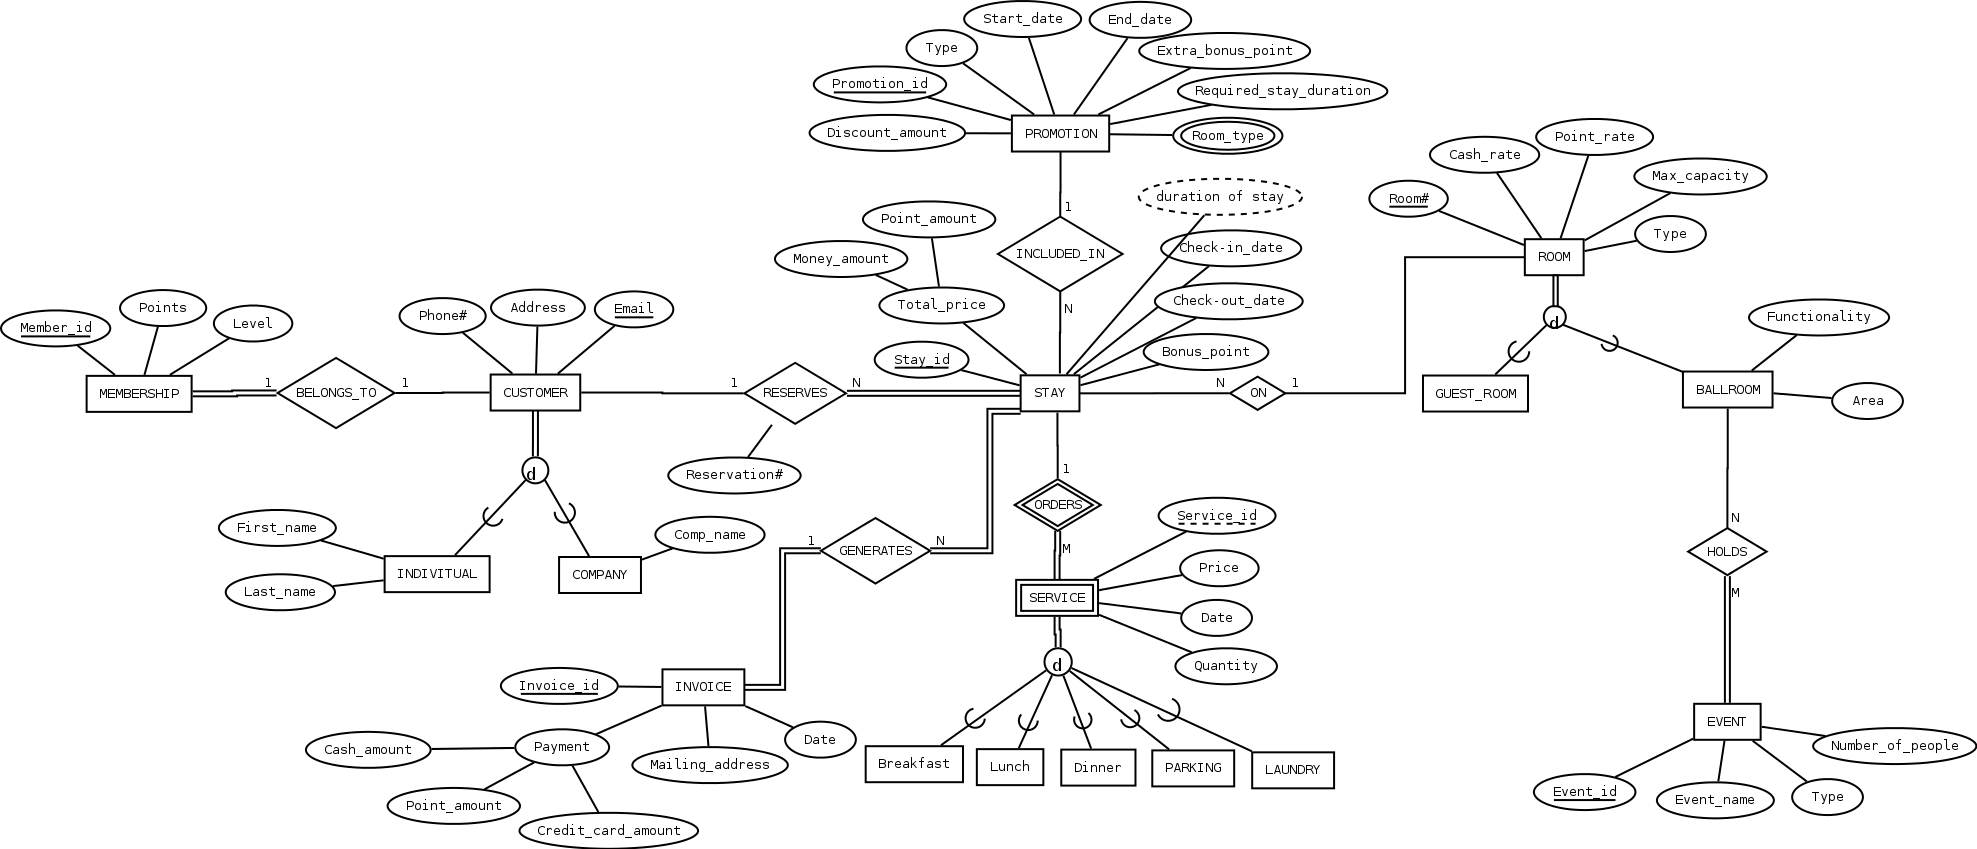 Start_date
End_date
Type
Extra_bonus_point
Promotion_id
Required_stay_duration
Discount_amount
PROMOTION
Room_type
Cash_rate
Point_rate
Max_capacity
Room#
Type
ROOM
d
duration of stay
1
INCLUDED_IN
N
Point_amount
Money_amount
Total_price
Check-in_date
Check-out_date
Bonus_point
Stay_id
STAY
Member_id
Points
Level
MEMBERSHIP
1
BELONGS_TO
1
Phone#
Address
Email
CUSTOMER
1
RESERVES
N
Reservation#
N
ON
1
GUEST_ROOM
Functionality
BALLROOM
Area
d
First_name
Last_name
INDIVITUAL
COMPANY
Comp_name
1
GENERATES
N
1
ORDERS
M
Service_id
Price
SERVICE
Date
Quantity
d
N
HOLDS
M
Invoice_id
INVOICE
Cash_amount
Payment
Date
Mailing_address
Point_amount
Credit_card_amount
Breakfast
Lunch
Dinner
PARKING
LAUNDRY
EVENT
Number_of_people
Event_id
Event_name
Type